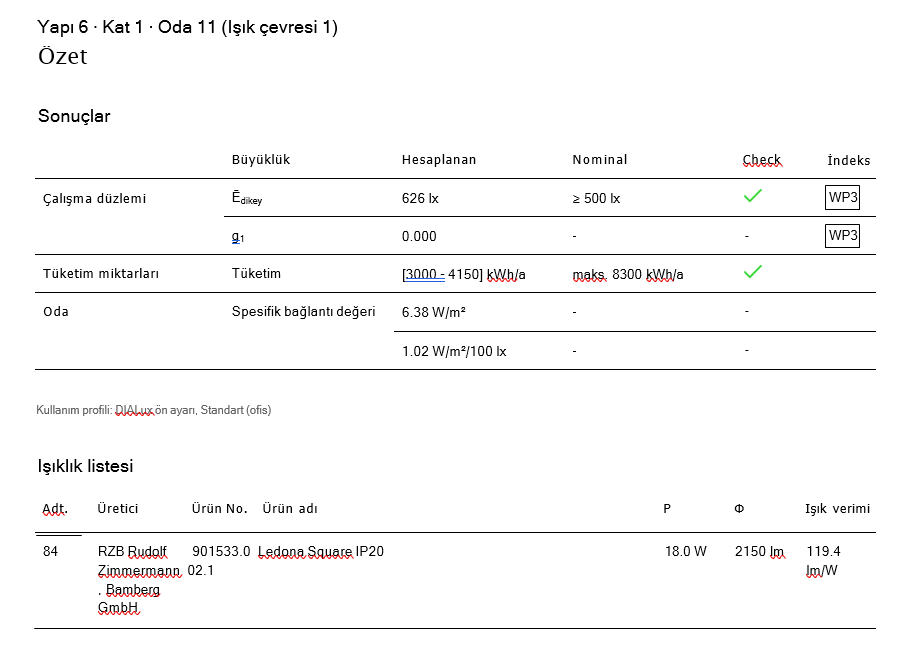 Yapı 6 · Kat 1 · Oda 11 (Işık çevresi 1)
Özet
Sonuçlar
Büyüklük Hesaplanan Nominal Check İndeks
Çalışma düzlemi Ēdikey 626 lx ≥ 500 lx ✓ WP3
g1 0.000 - - WP3
Tüketim miktarları Tüketim [3000 - 4150] kWh/a maks. 8300 kWh/a ✓
Oda Spesifik bağlantı değeri 6.38 W/m² - -
1.02 W/m²/100 lx - -
Kullanım profili: DIALux ön ayarı, Standart (ofis)
Işıklık listesi
Adt. Üretici Ürün No. Ürün adı P Φ Işık verimi
84 RZB Rudolf 901533.0 Ledona Square IP20 18.0 W 2150 lm 119.4
Zimmermann 02.1 lm/W
, Bamberg
GmbH